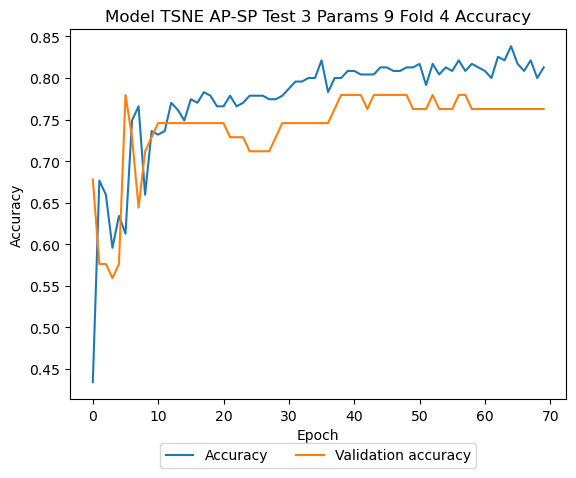 Model TSNE AP-SP Test 3 Params 9 Fold 4 Accuracy
0.85
0.80
0.75
0.70
0.65
0.60
0.55
0.50
0.45
Accuracy
0 10 20 30 40 50 60 70
Epoch
Accuracy Validation accuracy